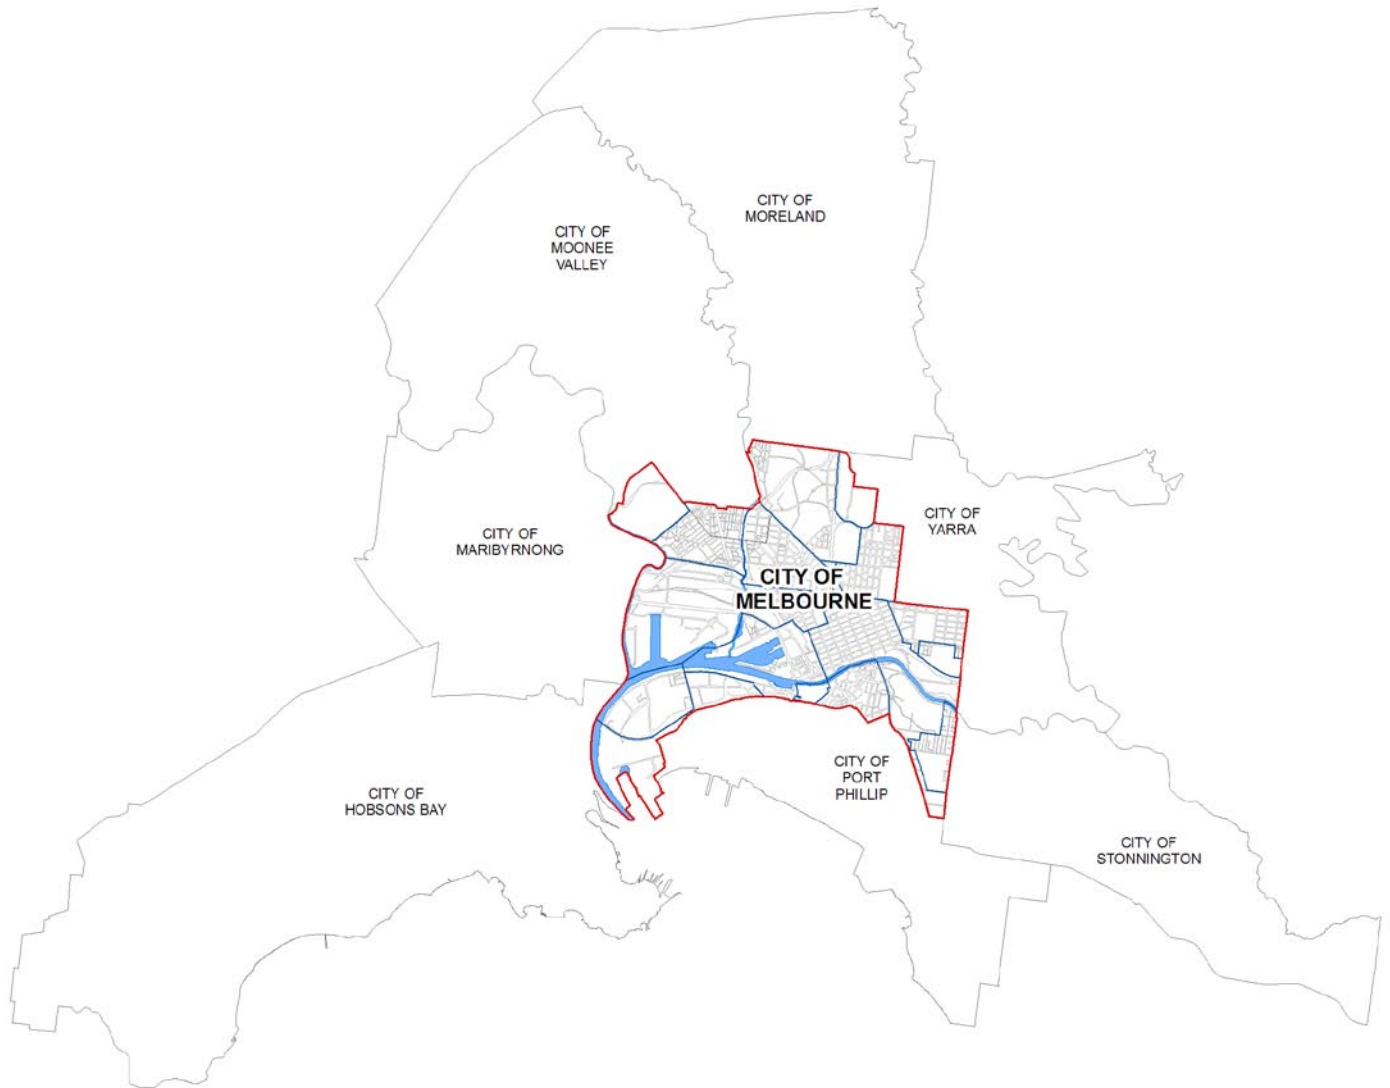 CITY OF
MORELAND
CITY OF
MOONEE
VALLEY
CITY OF
YARRA
CITY OF
MARIBYRNONG
CITY OF
MELBOURNE
CITY OF
PORT
PHILLIP
CITY OF
HOBSONS BAY
CITY OF
STONNINGTON